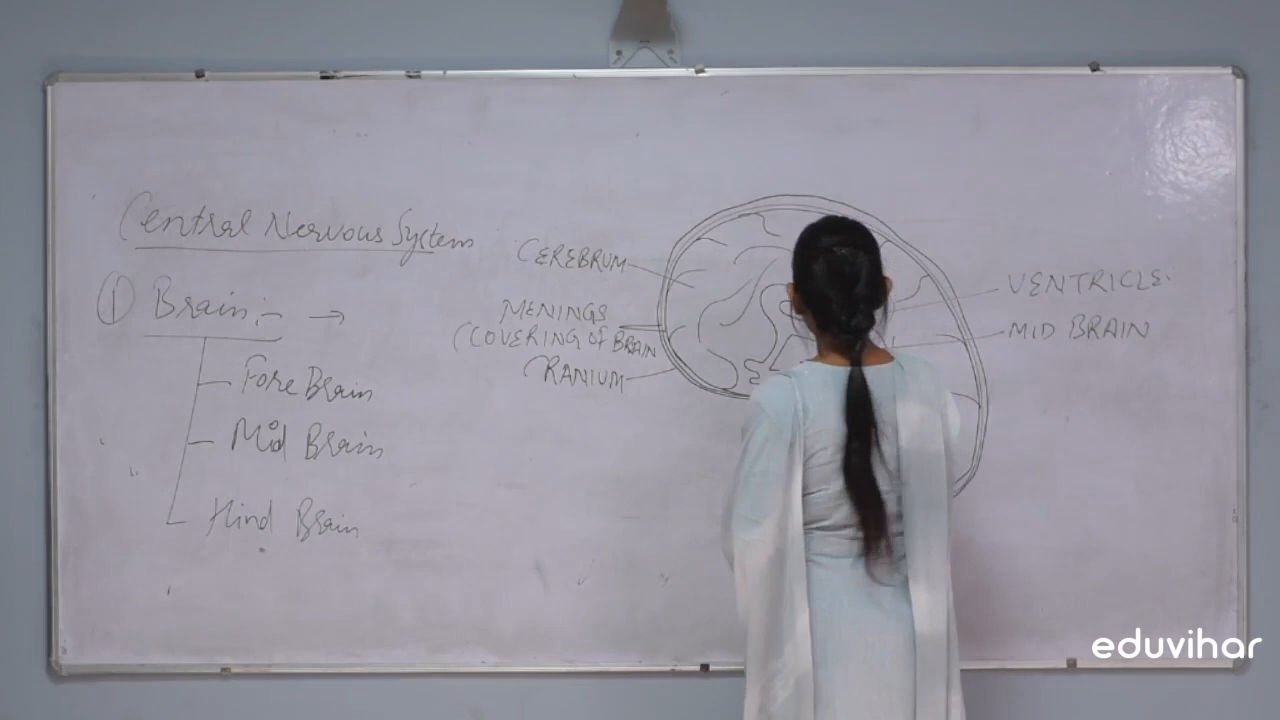 Central Nervous System
① Brain:- →
Fore Brain
Mid Brain
Hind Brain
CEREBRUM
MENINGS
(COVERING OF BRAIN
CRANIUM
VENTRICLE
MID BRAIN
eduvihar